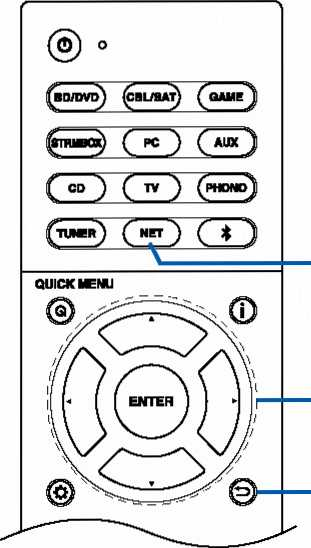 BD/DVD CBL/SAT GAME
STRMBOX PC AUX
CD TV PHONO
TUNER NET
QUICK MENU
Q i
ENTER